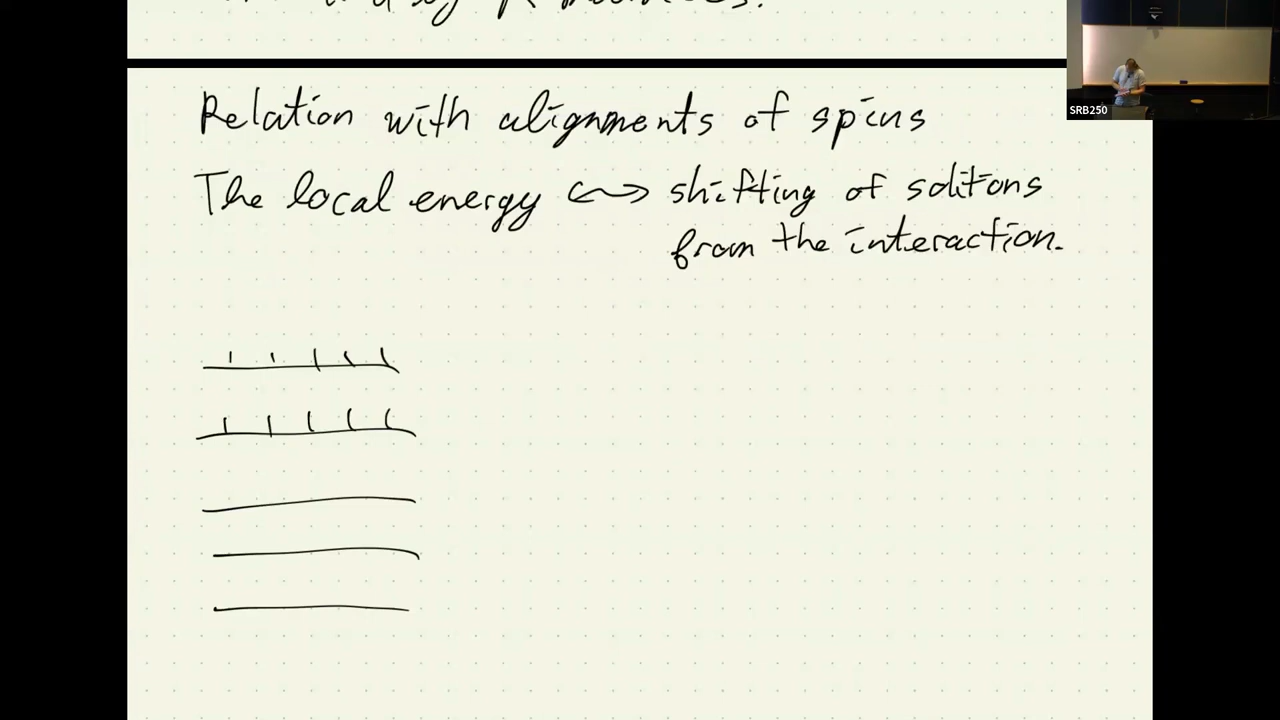 Relation with alignments of spins
The local energy ↔ shifting of solitons
from the interaction.
SRB250